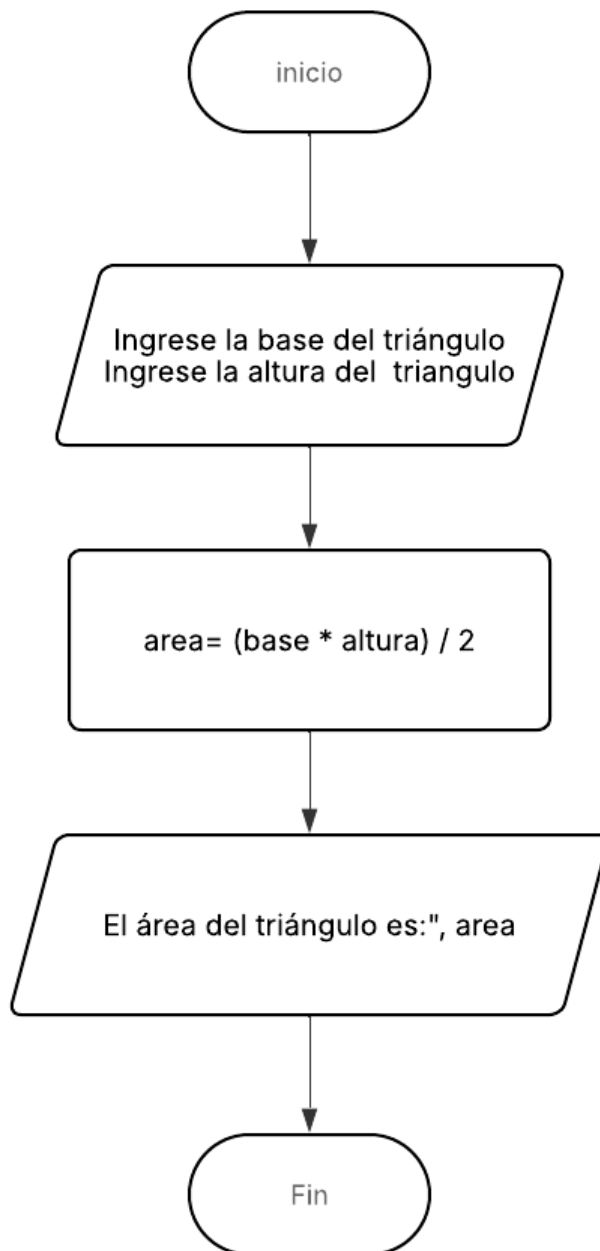 inicio
Ingrese la base del triángulo
Ingrese la altura del  triangulo
area= (base * altura) / 2
El área del triángulo es:", area
Fin